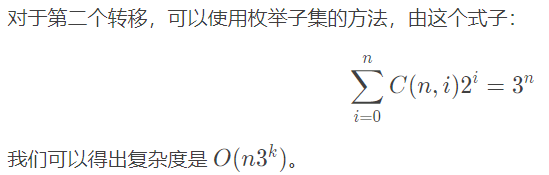 对于第二个转移，可以使用枚举子集的方法，由这个式子：
$$\sum_{i=0}^{n} C(n,i)2^i = 3^n$$
我们可以得出复杂度是 $O(n3^k)$。